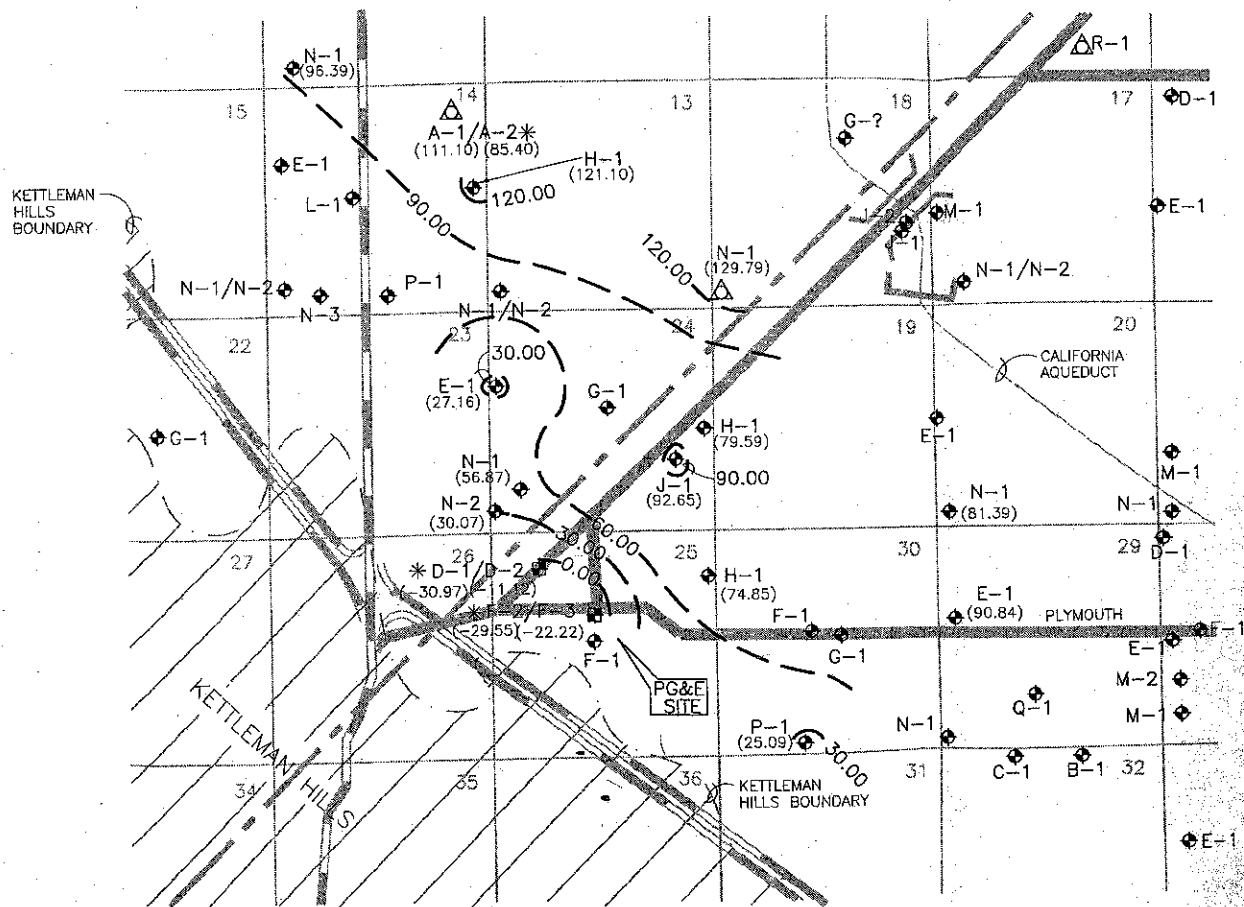 N-1
(96.39)
15
14
A-1/A-2*
(111.10) (85.40)
H-1
(121.10)
120.00
13
18
G-?
R-1
17
D-1
E-1
L-1
KETTLEMAN
HILLS
BOUNDARY
90.00
120.00
N-1
(129.79)
J-2
M-1
E-1
N-1/N-2
N-3
P-1
N-1/N-2
N-1/N-2
22
23
24
19
20
30.00
E-1
(27.16)
G-1
CALIFORNIA
AQUEDUCT
G-1
H-1
(79.59)
E-1
N-1
(56.87)
J-1
(92.65)
90.00
M-1
N-2
(30.07)
N-1
(81.39)
N-1
27
26
30.00
60.00
25
30
29
D-1
* D-1/D-2
(-30.97)(-11.12)
0.00
H-1
(74.85)
* F-2/F-3
(-29.55)(-22.22)
F-1
F-1
G-1
E-1
(90.84)
PLYMOUTH
F-1
E-1
KETTLEMAN HILLS
PG&E
SITE
M-2
Q-1
M-1
P-1
(25.09)
30.00
N-1
34
35
36
31
C-1
B-1
32
KETTLEMAN
HILLS BOUNDARY
E-1